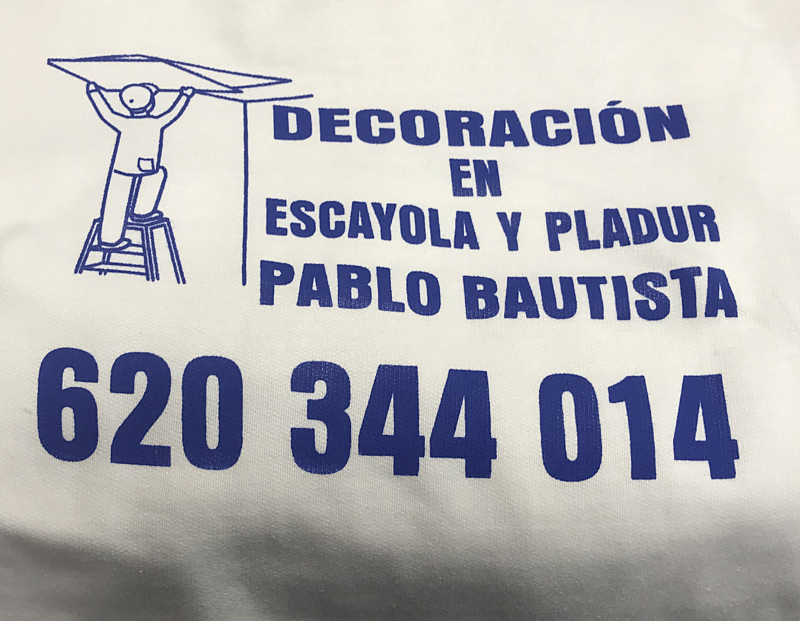 DECORACIÓN
EN
ESCAYOLA Y PLADUR
PABLO BAUTISTA
620 344 014